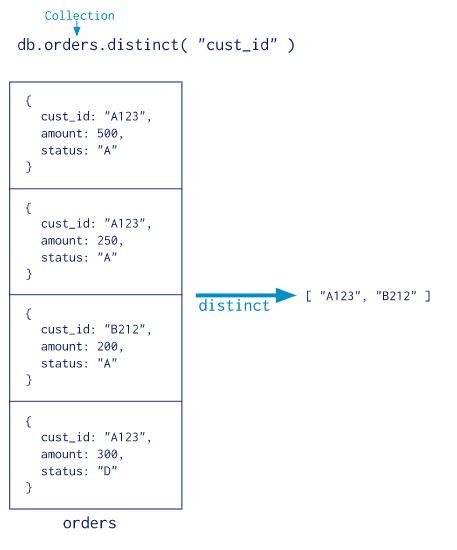 Collection
db.orders.distinct( "cust_id" )
{
cust_id: "A123",
amount: 500,
status: "A"
}
{
cust_id: "A123",
amount: 250,
status: "A"
}
{
cust_id: "B212",
amount: 200,
status: "A"
}
{
cust_id: "A123",
amount: 300,
status: "D"
}
orders
distinct
[ "A123", "B212" ]